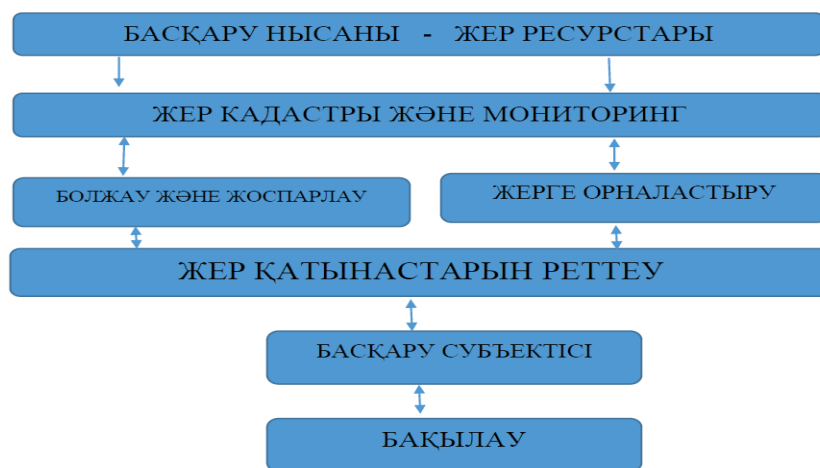 БАСҚАРУ НЫСАНЫ - ЖЕР РЕСУРСТАРЫ
ЖЕР КАДАСТРЫ ЖӘНЕ МОНИТОРИНГ
БОЛЖАУ ЖӘНЕ ЖОСПАРЛАУ
ЖЕРГЕ ОРНАЛАСТЫРУ
ЖЕР ҚАТЫНАСТАРЫН РЕТТЕУ
БАСҚАРУ СУБЪЕКТІСІ
БАҚЫЛАУ